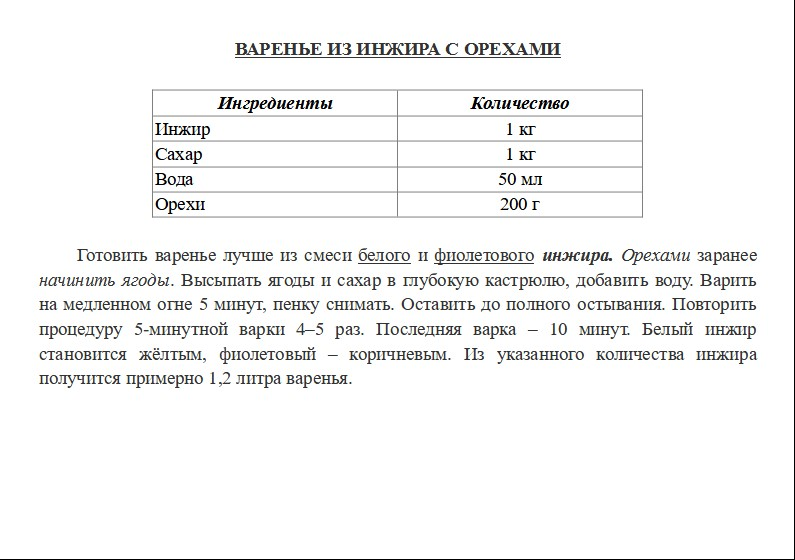 ВАРЕНЬЕ ИЗ ИНЖИРА С ОРЕХАМИ
Ингредиенты Количество
Инжир 1 кг
Сахар 1 кг
Вода 50 мл
Орехи 200 г
Готовить варенье лучше из смеси белого и фиолетового инжира. Орехами заранее
начинить ягоды. Высыпать ягоды и сахар в глубокую кастрюлю, добавить воду. Варить
на медленном огне 5 минут, пенку снимать. Оставить до полного остывания. Повторить
процедуру 5-минутной варки 4–5 раз. Последняя варка – 10 минут. Белый инжир
становится жёлтым, фиолетовый – коричневым. Из указанного количества инжира
получится примерно 1,2 литра варенья.